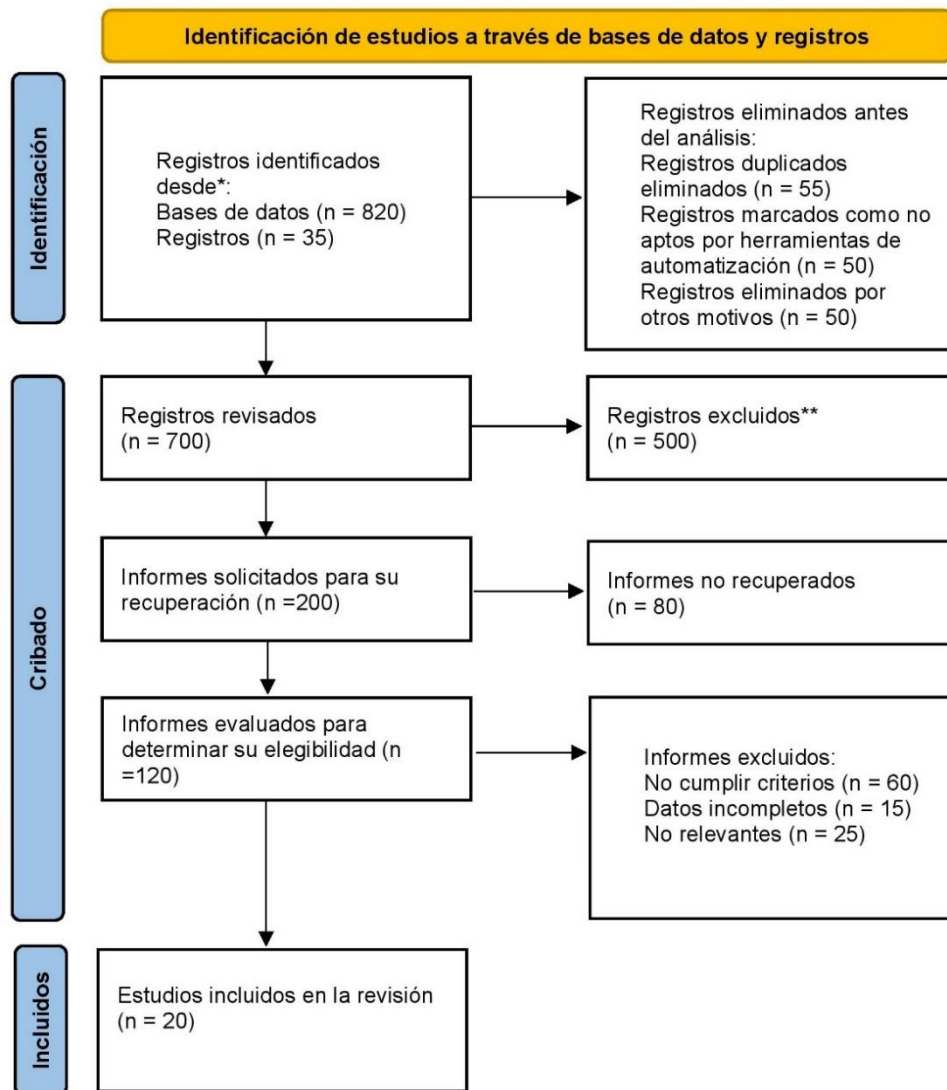 Identificación de estudios a través de bases de datos y registros
Identificación
Registros identificados
desde*:
Bases de datos (n = 820)
Registros (n = 35)
Registros eliminados antes
del análisis:
Registros duplicados
eliminados (n = 55)
Registros marcados como no
aptos por herramientas de
automatización (n = 50)
Registros eliminados por
otros motivos (n = 50)
Cribado
Registros revisados
(n = 700)
Registros excluidos**
(n = 500)
Informes solicitados para su
recuperación (n =200)
Informes no recuperados
(n = 80)
Informes evaluados para
determinar su elegibilidad (n
=120)
Informes excluidos:
No cumplir criterios (n = 60)
Datos incompletos (n = 15)
No relevantes (n = 25)
Incluidos
Estudios incluidos en la revisión
(n = 20)